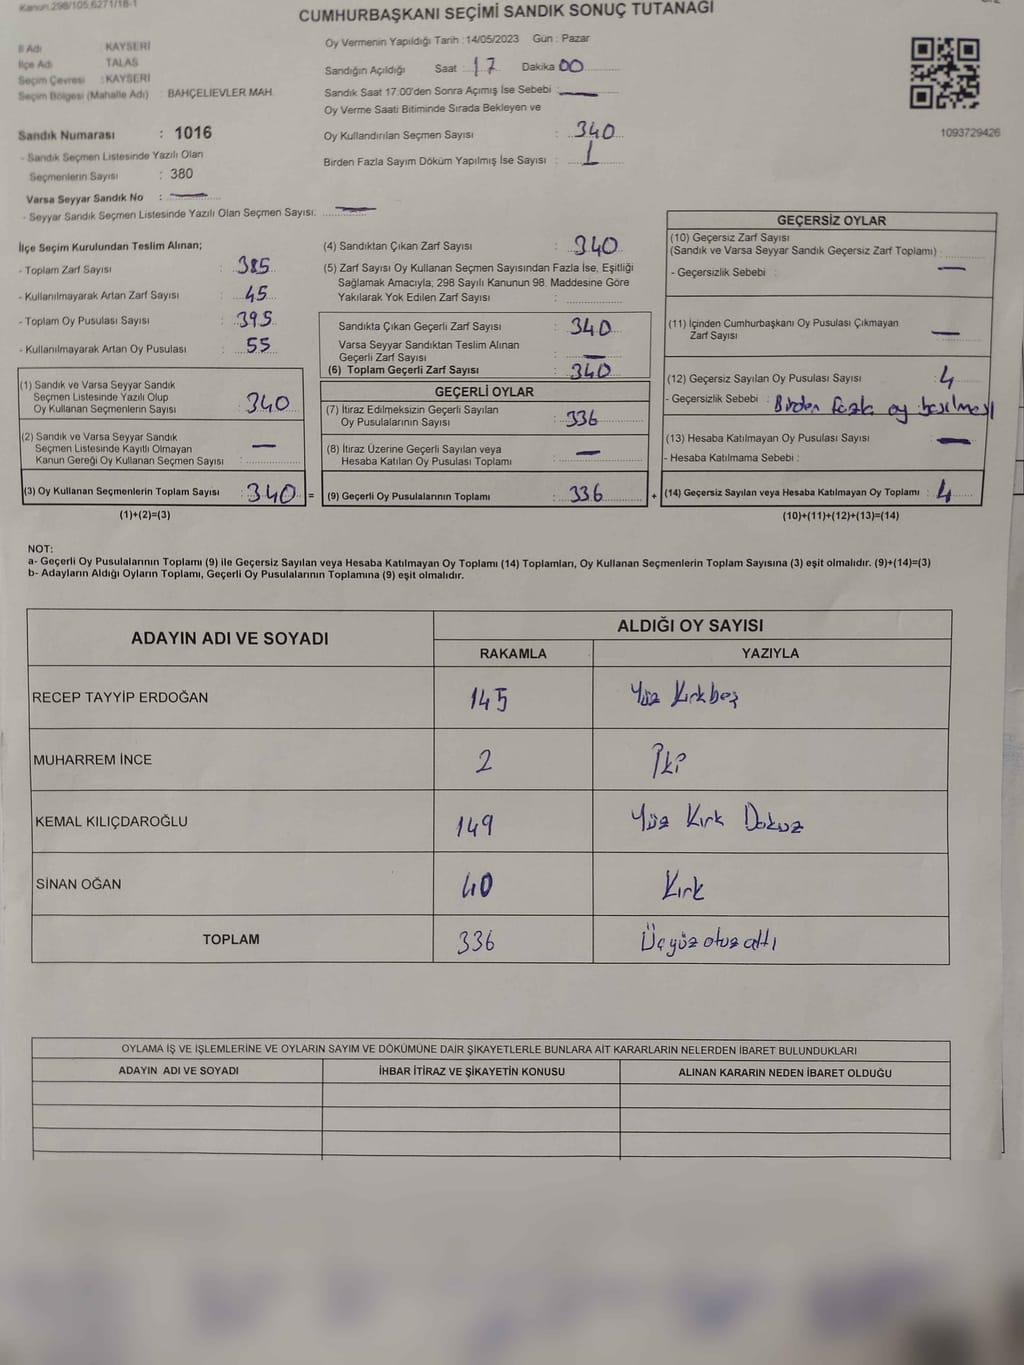 Kanun.298/105,6271/18-1
CUMHURBAŞKANI SEÇİMİ SANDIK SONUÇ TUTANAĞI
İl Adı : KAYSERİ
İlçe Adı : TALAS
Seçim Çevresi : KAYSERİ
Seçim Bölgesi (Mahalle Adı) : BAHÇELİEVLER MAH.
Sandık Numarası : 1016
- Sandık Seçmen Listesinde Yazılı Olan
Seçmenlerin Sayısı : 380
Varsa Seyyar Sandık No : —
- Seyyar Sandık Seçmen Listesinde Yazılı Olan Seçmen Sayısı: —
Oy Vermenin Yapıldığı Tarih : 14/05/2023 Gün : Pazar
Sandığın Açıldığı Saat : 17 Dakika 00
Sandık Saat 17.00'den Sonra Açımış İse Sebebi : —
Oy Verme Saati Bitiminde Sırada Bekleyen ve
Oy Kullandırılan Seçmen Sayısı : 340
Birden Fazla Sayım Döküm Yapılmış İse Sayısı : 1
1093729426
İlçe Seçim Kurulundan Teslim Alınan;
- Toplam Zarf Sayısı : 385
- Kullanılmayarak Artan Zarf Sayısı : 45
- Toplam Oy Pusulası Sayısı : 395
- Kullanılmayarak Artan Oy Pusulası : 55
(1) Sandık ve Varsa Seyyar Sandık
Seçmen Listesinde Yazılı Olup
Oy Kullanan Seçmenlerin Sayısı : 340
(2) Sandık ve Varsa Seyyar Sandık
Seçmen Listesinde Kayıtlı Olmayan
Kanun Gereği Oy Kullanan Seçmen Sayısı : —
(3) Oy Kullanan Seçmenlerin Toplam Sayısı : 340 =
(1)+(2)=(3)
(4) Sandıktan Çıkan Zarf Sayısı : 340
(5) Zarf Sayısı Oy Kullanan Seçmen Sayısından Fazla İse, Eşitliği
Sağlamak Amacıyla; 298 Sayılı Kanunun 98. Maddesine Göre
Yakılarak Yok Edilen Zarf Sayısı :
Sandıkta Çıkan Geçerli Zarf Sayısı : 340
Varsa Seyyar Sandıktan Teslim Alınan
Geçerli Zarf Sayısı : —
(6) Toplam Geçerli Zarf Sayısı : 340
GEÇERLİ OYLAR
(7) İtiraz Edilmeksizin Geçerli Sayılan
Oy Pusulalarının Sayısı : 336
(8) İtiraz Üzerine Geçerli Sayılan veya
Hesaba Katılan Oy Pusulası Toplamı : —
(9) Geçerli Oy Pusulalarının Toplamı : 336 +
GEÇERSİZ OYLAR
(10) Geçersiz Zarf Sayısı
(Sandık ve Varsa Seyyar Sandık Geçersiz Zarf Toplamı) :
- Geçersizlik Sebebi : —
(11) İçinden Cumhurbaşkanı Oy Pusulası Çıkmayan
Zarf Sayısı : —
(12) Geçersiz Sayılan Oy Pusulası Sayısı : 4
- Geçersizlik Sebebi : Birden fazla oy basılması
(13) Hesaba Katılmayan Oy Pusulası Sayısı : —
- Hesaba Katılmama Sebebi :
(14) Geçersiz Sayılan veya Hesaba Katılmayan Oy Toplamı : 4
(10)+(11)+(12)+(13)=(14)
NOT:
a- Geçerli Oy Pusulalarının Toplamı (9) ile Geçersiz Sayılan veya Hesaba Katılmayan Oy Toplamı (14) Toplamları, Oy Kullanan Seçmenlerin Toplam Sayısına (3) eşit olmalıdır. (9)+(14)=(3)
b- Adayların Aldığı Oyların Toplamı, Geçerli Oy Pusulalarının Toplamına (9) eşit olmalıdır.
ADAYIN ADI VE SOYADI ALDIĞI OY SAYISI
RAKAMLA YAZIYLA
RECEP TAYYİP ERDOĞAN 145 Yüz Kırkbeş
MUHARREM İNCE 2 İki
KEMAL KILIÇDAROĞLU 149 Yüz Kırk Dokuz
SİNAN OĞAN 40 Kırk
TOPLAM 336 Üçyüz otuz altı
OYLAMA İŞ VE İŞLEMLERİNE VE OYLARIN SAYIM VE DÖKÜMÜNE DAİR ŞİKAYETLERLE BUNLARA AİT KARARLARIN NELERDEN İBARET BULUNDUKLARI
ADAYIN ADI VE SOYADI İHBAR İTİRAZ VE ŞİKAYETİN KONUSU ALINAN KARARIN NEDEN İBARET OLDUĞU